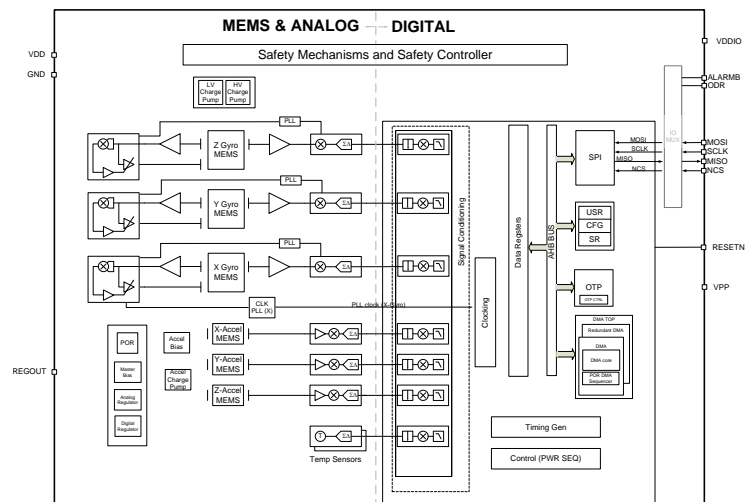 MEMS & ANALOG
DIGITAL
Safety Mechanisms and Safety Controller
VDD
GND
VDDIO
ALARMB
ODR
IO
MUX
LV
Charge
Pump
HV
Charge
Pump
PLL
Z Gyro
MEMS
ΣΔ
PLL
Y Gyro
MEMS
ΣΔ
PLL
X Gyro
MEMS
ΣΔ
CLK
PLL (X)
PLL clock (X-Gyro)
Signal Conditioning
Clocking
Data Registers
AHB BUS
SPI
MOSI
SCLK
MISO
NCS
MOSI
SCLK
MISO
NCS
USR
CFG
SR
RESETN
OTP
OTP CTRL
VPP
DMA TOP
Redundant DMA
DMA
DMA core
POR DMA
Sequencer
REGOUT
POR
Master
Bias
Analog
Regulator
Digital
Regulator
Accel
Bias
Accel
Charge
Pump
X-Accel
MEMS
ΣΔ
Y-Accel
MEMS
ΣΔ
Z-Accel
MEMS
ΣΔ
T
ΣΔ
Temp Sensors
Timing Gen
Control (PWR SEQ)